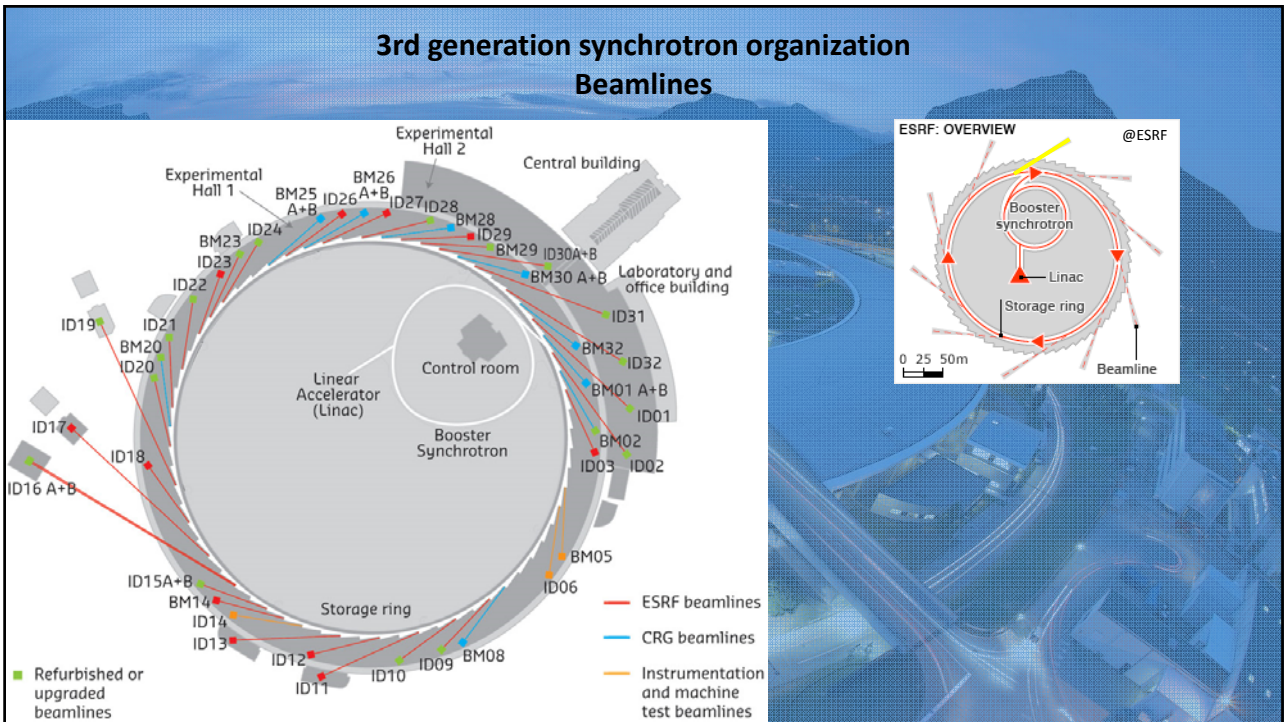 3rd generation synchrotron organization
Beamlines
Experimental
Hall 2
Central building
Experimental
Hall 1
BM25
A+B
ID26
BM26
A+B
ID27
ID28
BM28
ID29
BM29
ID30A+B
BM30 A+B
Laboratory and
office building
ID24
BM23
ID23
ID22
ID19
ID21
BM20
ID20
ID31
BM32
ID32
BM01 A+B
ID01
BM02
ID03
ID02
Linear
Accelerator
(Linac)
Control room
Booster
Synchrotron
ID17
ID18
ID16 A+B
BM05
ID06
ID15A+B
BM14
ID14
ID13
Storage ring
ID12
ID11
ID10
ID09
BM08
ESRF beamlines
CRG beamlines
Instrumentation
and machine
test beamlines
Refurbished or
upgraded
beamlines
ESRF: OVERVIEW
@ESRF
Booster
synchrotron
Linac
Storage ring
0 25 50m
Beamline